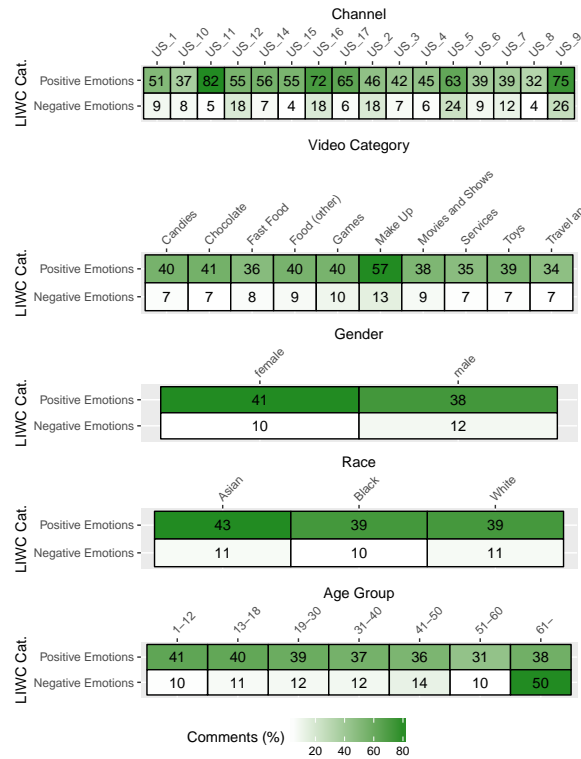 Channel
US_1 US_10 US_11 US_12 US_14 US_15 US_16 US_17 US_2 US_3 US_4 US_5 US_6 US_7 US_8 US_9
LIWC Cat.
Positive Emotions 51 37 82 55 56 55 72 65 46 42 45 63 39 39 32 75
Negative Emotions 9 8 5 18 7 4 18 6 18 7 6 24 9 12 4 26
Video Category
Candies Chocolate Fast Food Food (other) Games Make Up Movies and Shows Services Toys Travel an
LIWC Cat.
Positive Emotions 40 41 36 40 40 57 38 35 39 34
Negative Emotions 7 7 8 9 10 13 9 7 7 7
Gender
female male
LIWC Cat.
Positive Emotions 41 38
Negative Emotions 10 12
Race
Asian Black White
LIWC Cat.
Positive Emotions 43 39 39
Negative Emotions 11 10 11
Age Group
1–12 13–18 19–30 31–40 41–50 51–60 61–
LIWC Cat.
Positive Emotions 41 40 39 37 36 31 38
Negative Emotions 10 11 12 12 14 10 50
Comments (%)
20 40 60 80